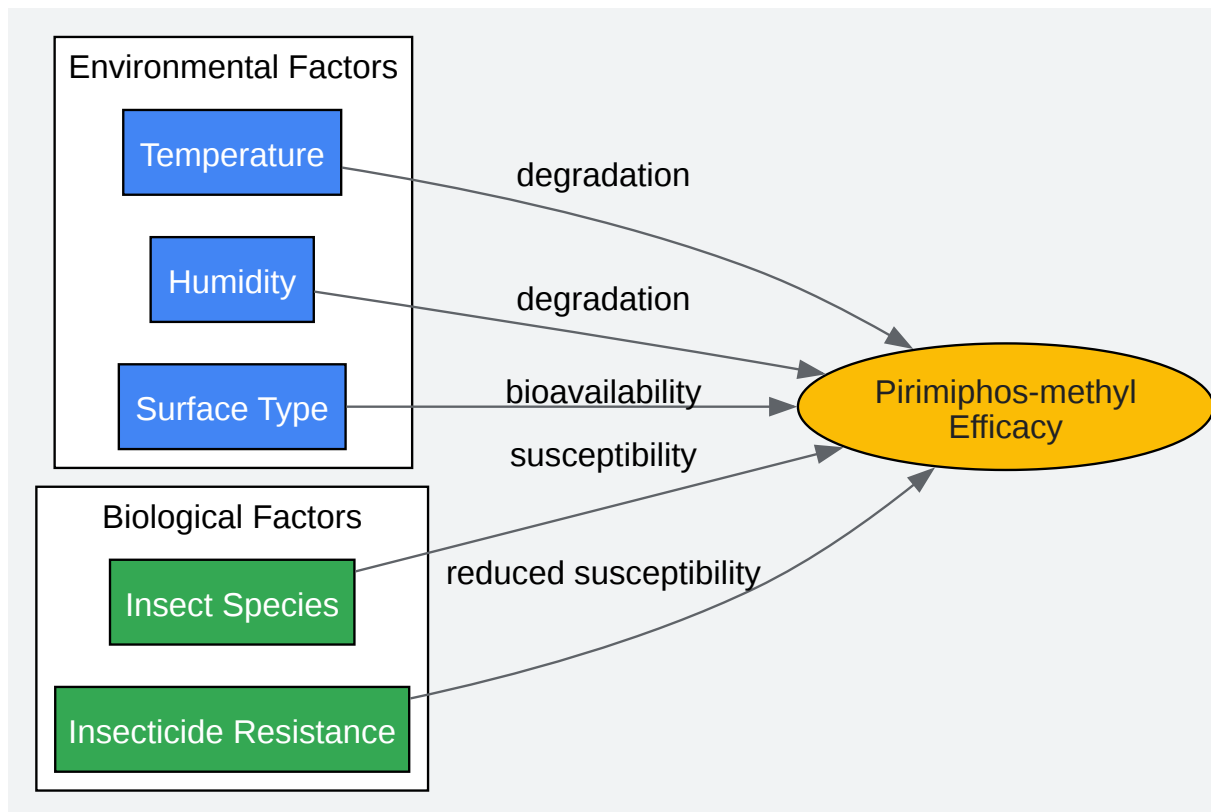 Environmental Factors
Temperature
degradation
Humidity
degradation
Surface Type
bioavailability
Pirimiphos-methyl
Efficacy
susceptibility
Biological Factors
Insect Species
reduced susceptibility
Insecticide Resistance